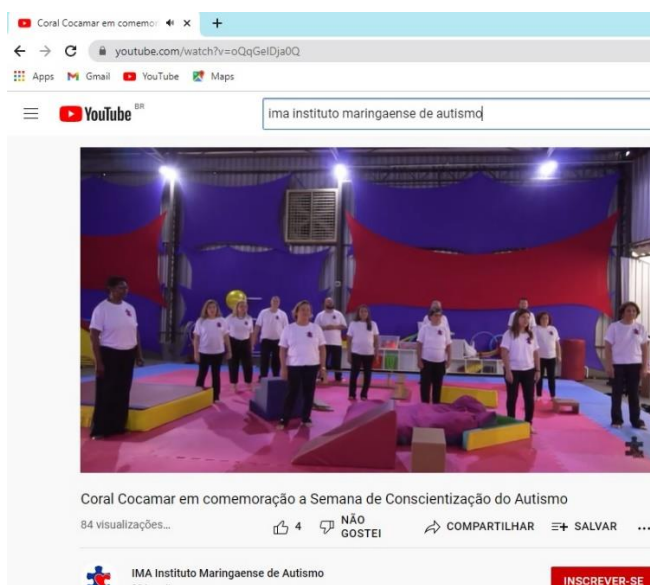 Coral Cocamar em comemor
youtube.com/watch?v=oQqGeIDja0Q
Apps Gmail YouTube Maps
YouTube BR
ima instituto maringaense de autismo
Coral Cocamar em comemoração a Semana de Conscientização do Autismo
84 visualizações... 4 NÃO GOSTEI COMPARTILHAR SALVAR ...
IMA Instituto Maringaense de Autismo
INSCREVER-SE